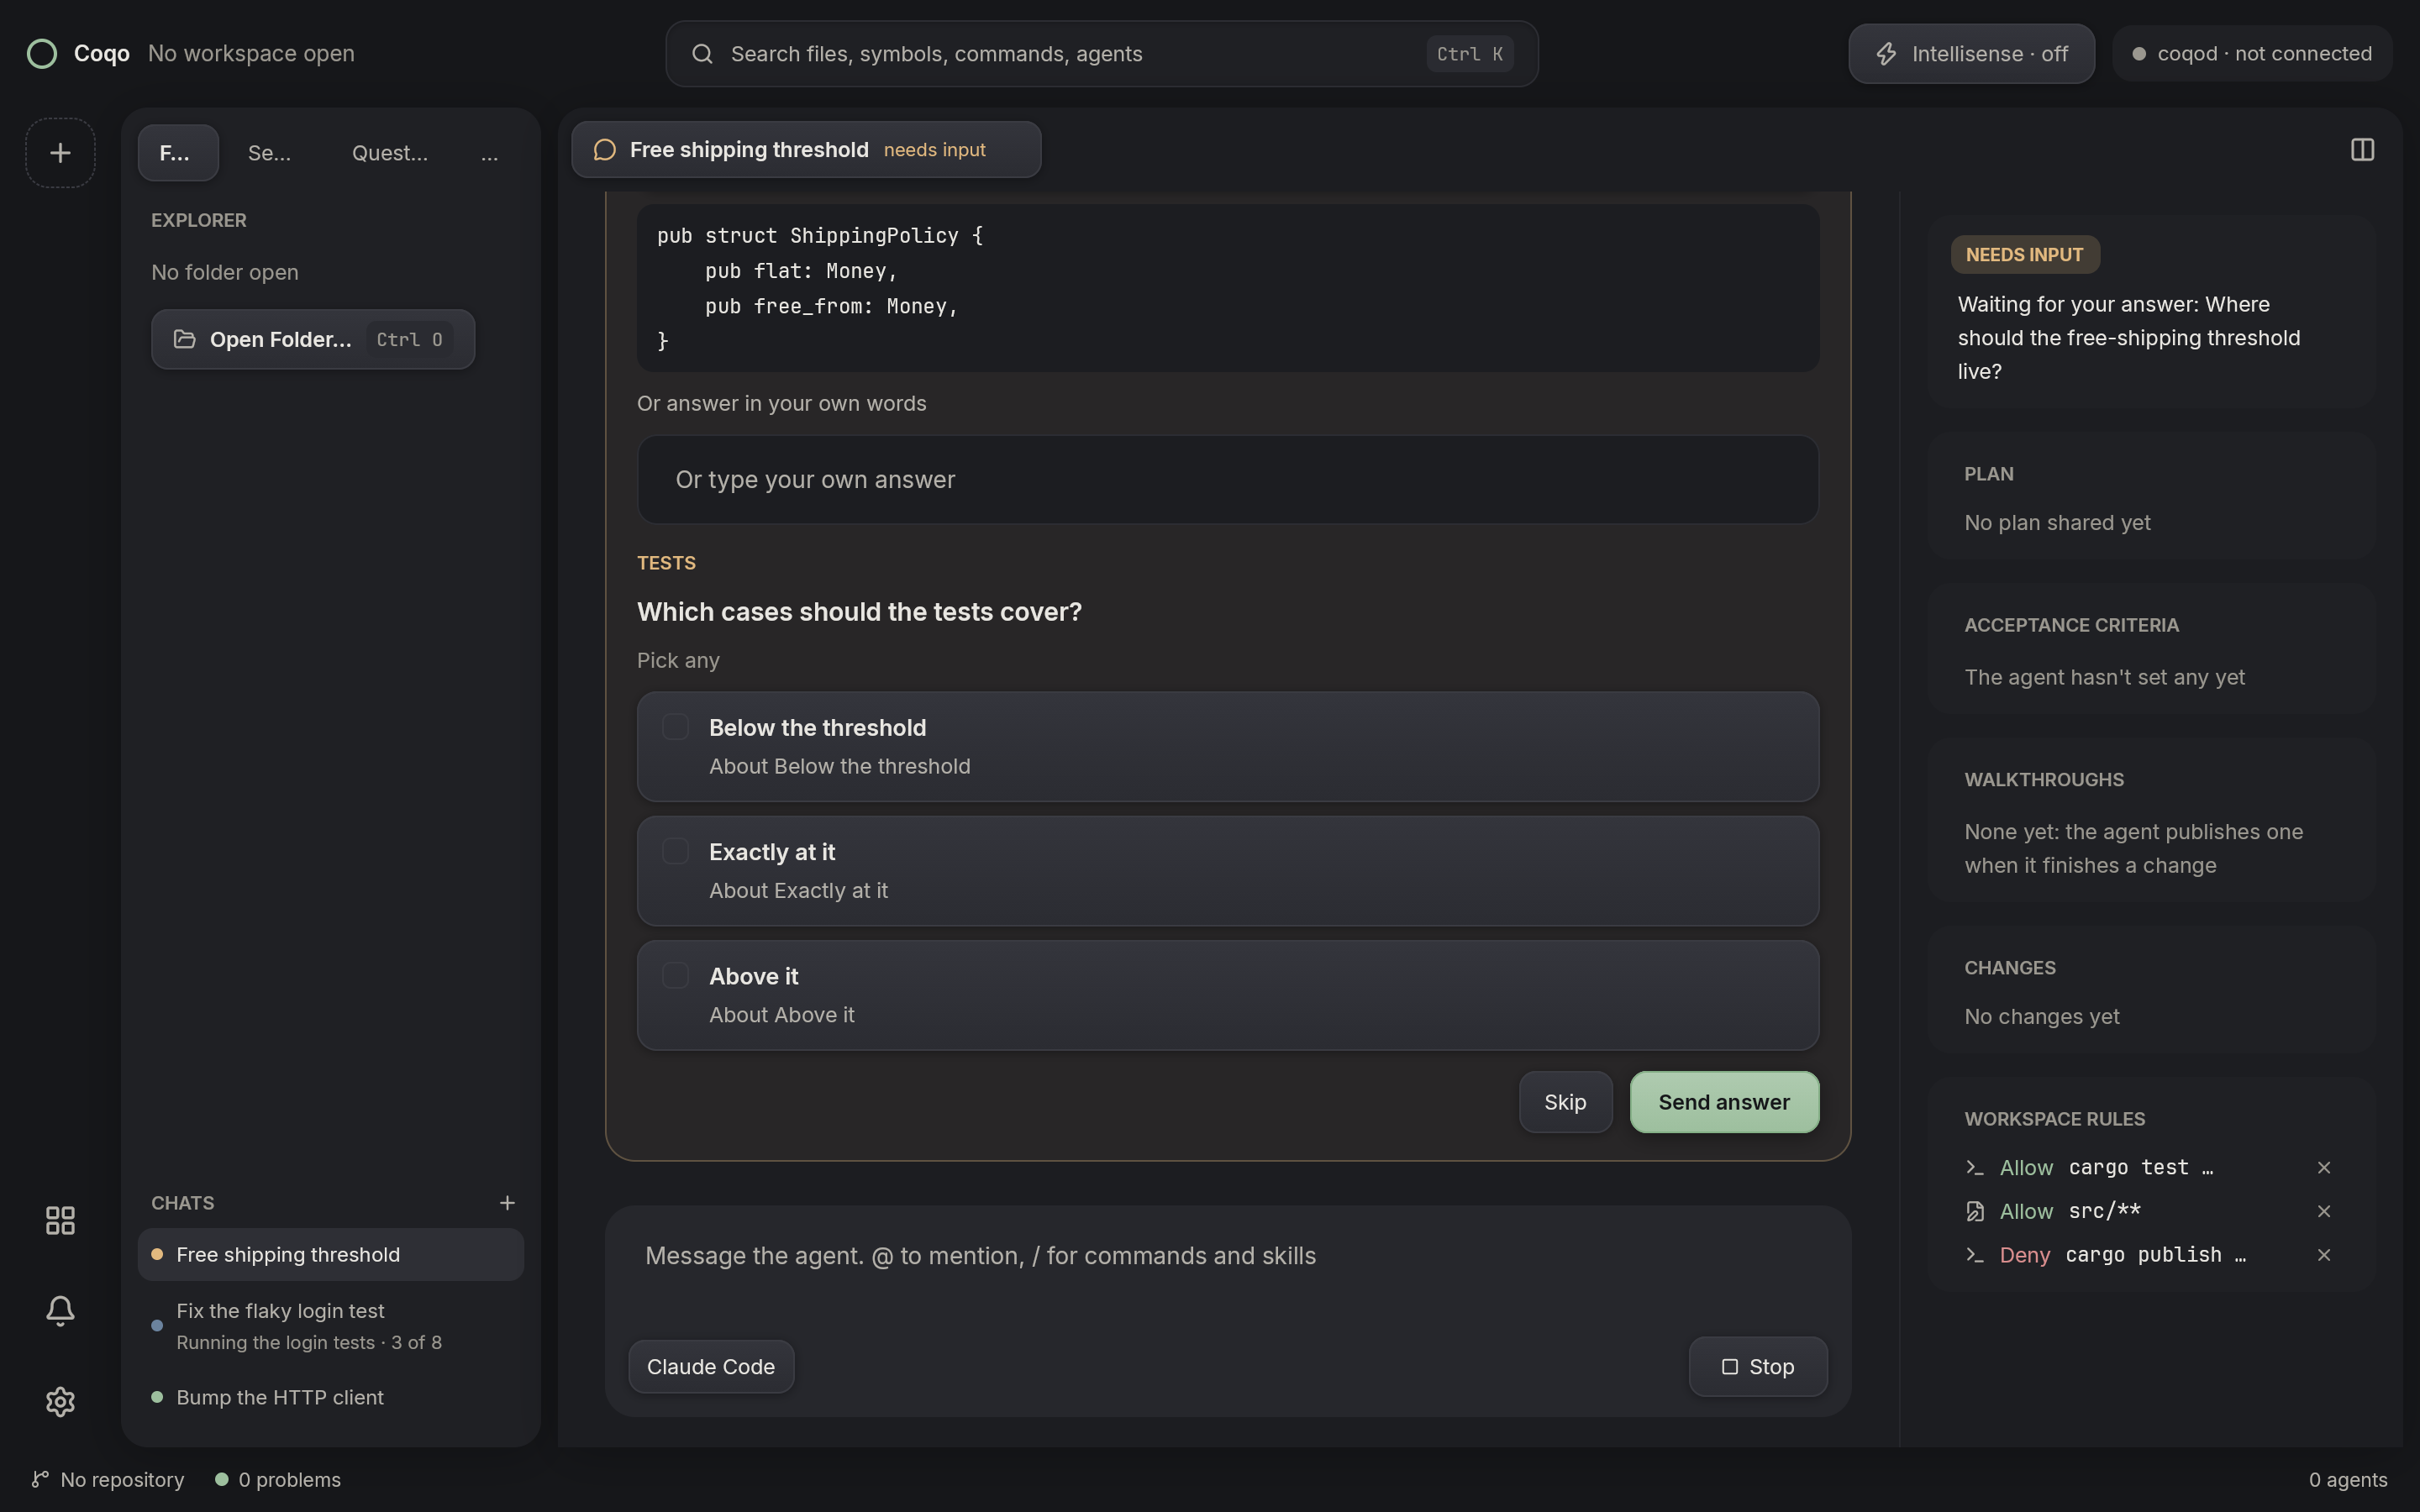 Coqo No workspace open
Search files, symbols, commands, agents Ctrl K
Intellisense · off
coqod · not connected
F... Se... Quest... ...
EXPLORER
No folder open
Open Folder... Ctrl O
CHATS
Free shipping threshold
Fix the flaky login test
Running the login tests · 3 of 8
Bump the HTTP client
Free shipping threshold needs input
pub struct ShippingPolicy {
    pub flat: Money,
    pub free_from: Money,
}
Or answer in your own words
Or type your own answer
TESTS
Which cases should the tests cover?
Pick any
Below the threshold
About Below the threshold
Exactly at it
About Exactly at it
Above it
About Above it
Skip
Send answer
Message the agent. @ to mention, / for commands and skills
Claude Code
Stop
NEEDS INPUT
Waiting for your answer: Where
should the free-shipping threshold
live?
PLAN
No plan shared yet
ACCEPTANCE CRITERIA
The agent hasn't set any yet
WALKTHROUGHS
None yet: the agent publishes one
when it finishes a change
CHANGES
No changes yet
WORKSPACE RULES
Allow cargo test …
Allow src/**
Deny cargo publish …
No repository
0 problems
0 agents